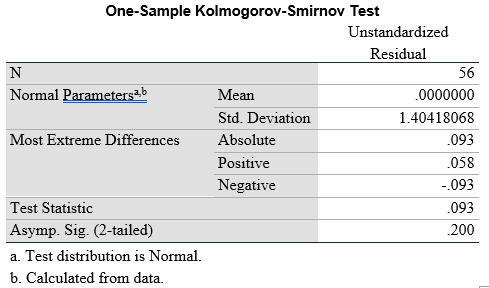 One-Sample Kolmogorov-Smirnov Test
Unstandardized
Residual
N 56
Normal Parametersa,b Mean .0000000
Std. Deviation 1.40418068
Most Extreme Differences Absolute .093
Positive .058
Negative -.093
Test Statistic .093
Asymp. Sig. (2-tailed) .200
a. Test distribution is Normal.
b. Calculated from data.